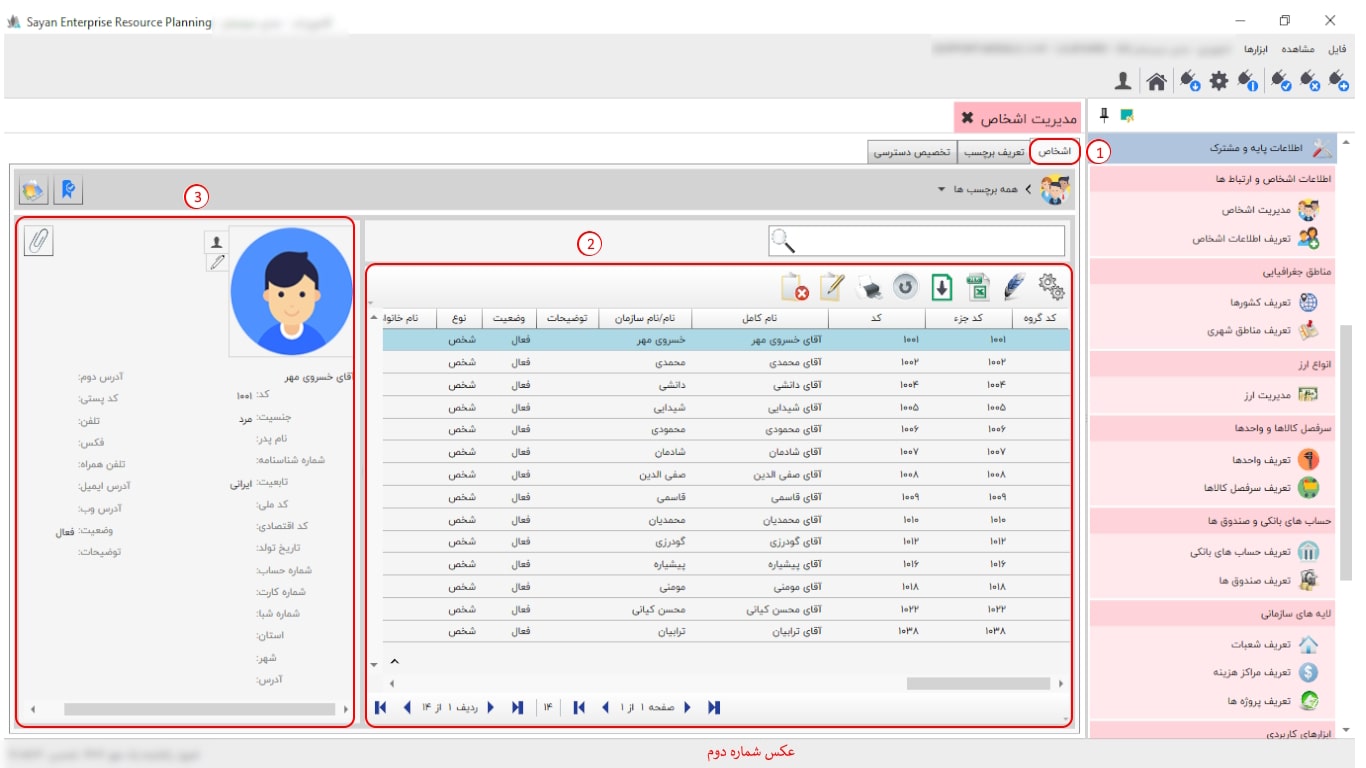 Sayan Enterprise Resource Planning
فایل مشاهده ابزارها
مدیریت اشخاص
اشخاص تعریف برچسب تخصیص دسترسی
1
همه برچسب ها
3
2
اطلاعات پایه و مشترک
اطلاعات اشخاص و ارتباط ها
مدیریت اشخاص
تعریف اطلاعات اشخاص
مناطق جغرافیایی
تعریف کشورها
تعریف مناطق شهری
انواع ارز
مدیریت ارز
سرفصل کالاها و واحدها
تعریف واحدها
تعریف سرفصل کالاها
حساب های بانکی و صندوق ها
تعریف حساب های بانکی
تعریف صندوق ها
لایه های سازمانی
تعریف شعبات
تعریف مراکز هزینه
تعریف پروژه ها
ابزارهای کاربردی
کد گروه کد جزء کد نام کامل نام/نام سازمان توضیحات وضعیت نوع نام خانواد
۱۰۰۱ ۱۰۰۱ آقای خسروی مهر خسروی مهر فعال شخص
۱۰۰۲ ۱۰۰۲ آقای محمدی محمدی فعال شخص
۱۰۰۴ ۱۰۰۴ آقای دانشی دانشی فعال شخص
۱۰۰۵ ۱۰۰۵ آقای شیدایی شیدایی فعال شخص
۱۰۰۶ ۱۰۰۶ آقای محمودی محمودی فعال شخص
۱۰۰۷ ۱۰۰۷ آقای شادمان شادمان فعال شخص
۱۰۰۸ ۱۰۰۸ آقای صفی الدین صفی الدین فعال شخص
۱۰۰۹ ۱۰۰۹ آقای قاسمی قاسمی فعال شخص
۱۰۱۰ ۱۰۱۰ آقای محمدیان محمدیان فعال شخص
۱۰۱۲ ۱۰۱۲ آقای گودرزی گودرزی فعال شخص
۱۰۱۶ ۱۰۱۶ آقای پیشیاره پیشیاره فعال شخص
۱۰۱۸ ۱۰۱۸ آقای مومنی مومنی فعال شخص
۱۰۲۲ ۱۰۲۲ آقای محسن کیانی محسن کیانی فعال شخص
۱۰۳۸ ۱۰۳۸ آقای ترابیان ترابیان فعال شخص
صفحه ۱ از ۱ ۱۴ ردیف ۱ از ۱۴
آقای خسروی مهر
کد: ۱۰۰۱
جنسیت: مرد
نام پدر:
شماره شناسنامه:
تابعیت: ایرانی
کد ملی:
کد اقتصادی:
تاریخ تولد:
شماره حساب:
شماره کارت:
شماره شبا:
استان:
شهر:
آدرس:
آدرس دوم:
کد پستی:
تلفن:
فکس:
تلفن همراه:
آدرس ایمیل:
آدرس وب:
وضعیت: فعال
توضیحات:
عکس شماره دوم